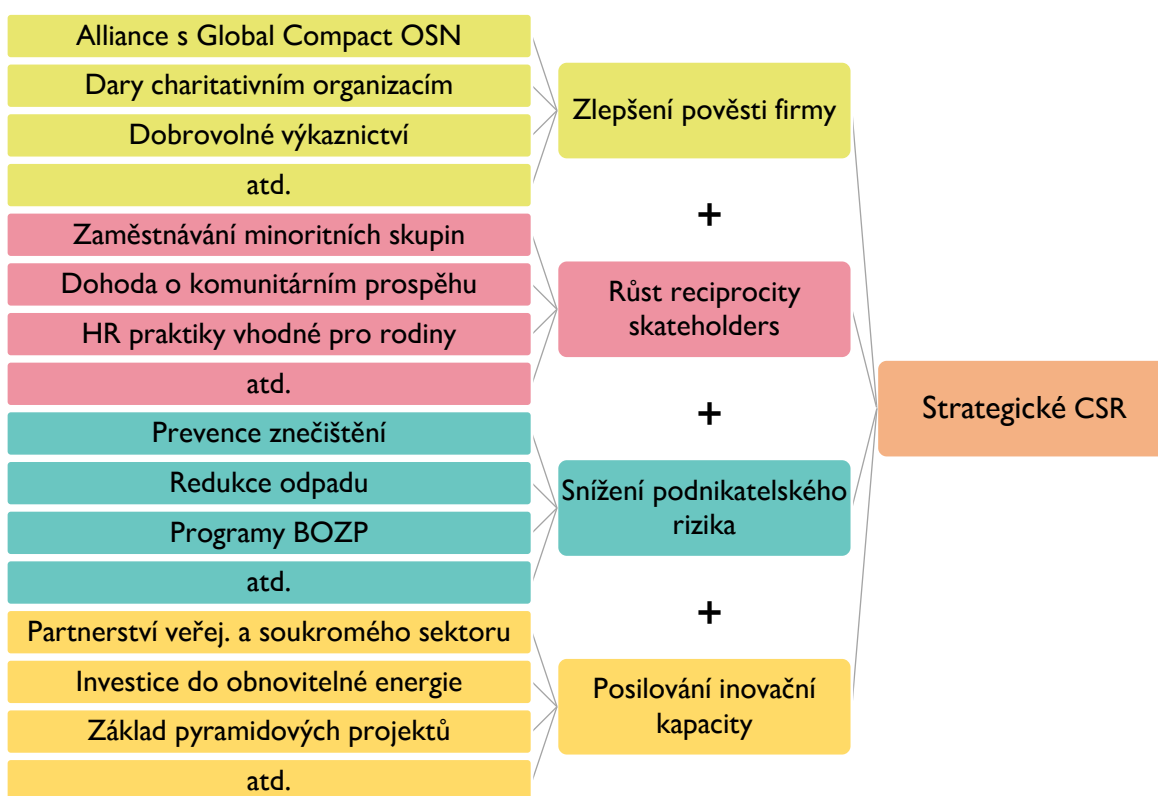 Alliance s Global Compact OSN
Dary charitativním organizacím
Dobrovolné výkaznictví
atd.
Zlepšení pověsti firmy
+
Zaměstnávání minoritních skupin
Dohoda o komunitárním prospěhu
HR praktiky vhodné pro rodiny
atd.
Růst reciprocity
skateholders
+
Prevence znečištění
Redukce odpadu
Programy BOZP
atd.
Snížení podnikatelského
rizika
+
Partnerství veřej. a soukromého sektoru
Investice do obnovitelné energie
Základ pyramidových projektů
atd.
Posilování inovační
kapacity
Strategické CSR